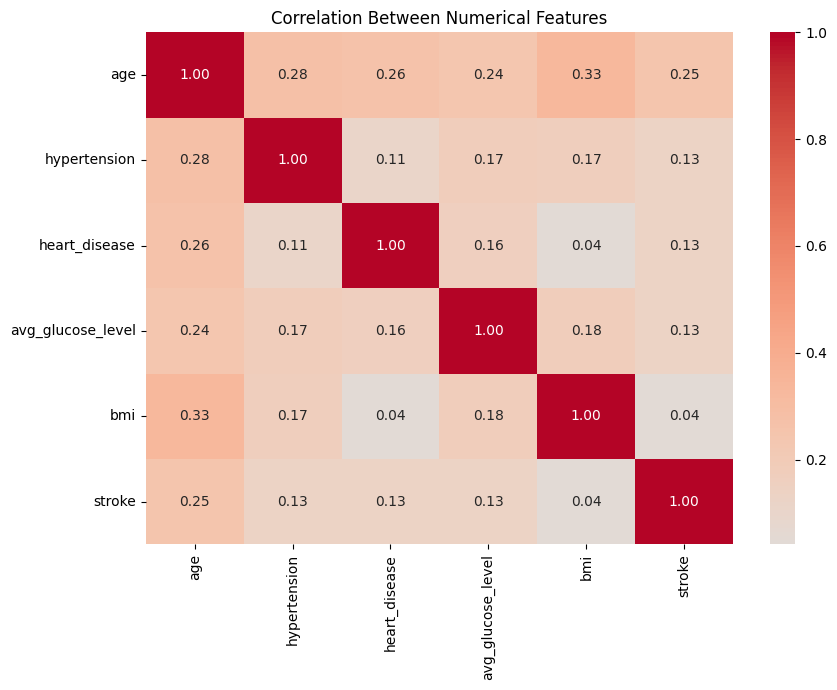 Correlation Between Numerical Features
age 1.00 0.28 0.26 0.24 0.33 0.25
hypertension 0.28 1.00 0.11 0.17 0.17 0.13
heart_disease 0.26 0.11 1.00 0.16 0.04 0.13
avg_glucose_level 0.24 0.17 0.16 1.00 0.18 0.13
bmi 0.33 0.17 0.04 0.18 1.00 0.04
stroke 0.25 0.13 0.13 0.13 0.04 1.00
age
hypertension
heart_disease
avg_glucose_level
bmi
stroke
1.0
0.8
0.6
0.4
0.2